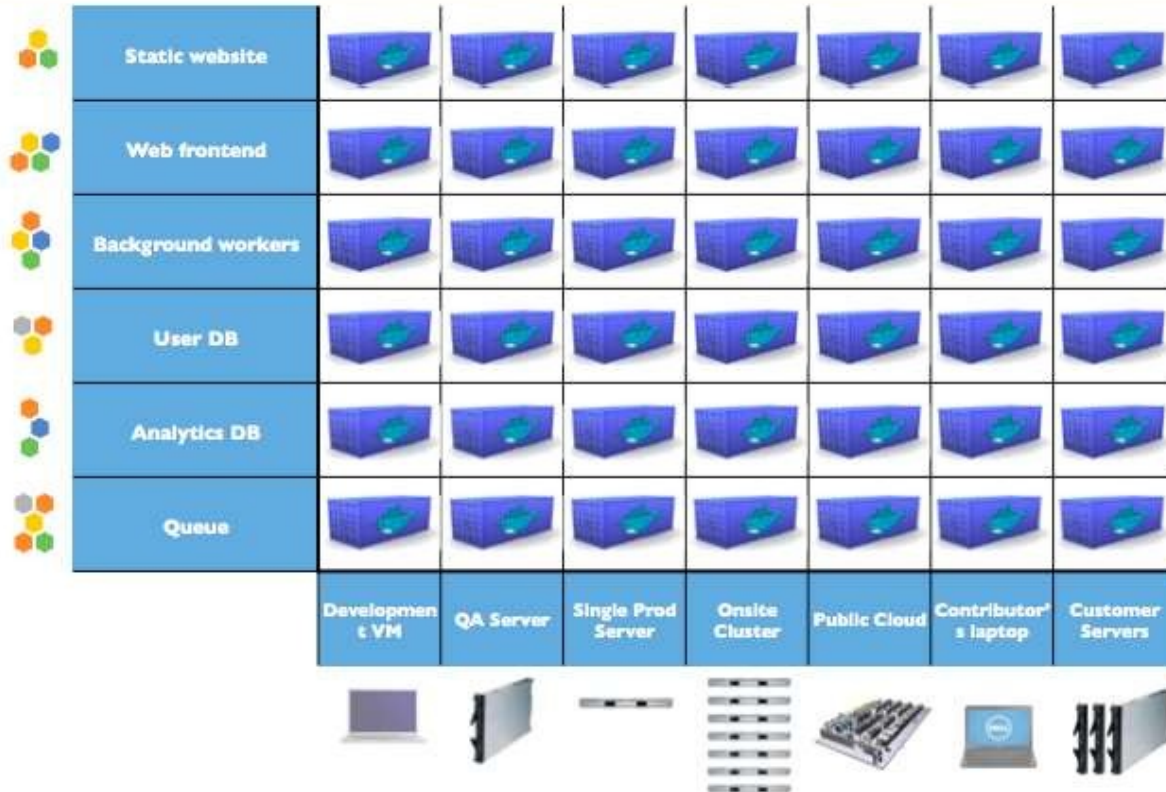 Static website
Web frontend
Background workers
User DB
Analytics DB
Queue
Developmen
t VM
QA Server
Single Prod
Server
Onsite
Cluster
Public Cloud
Contributor'
s laptop
Customer
Servers
DELL